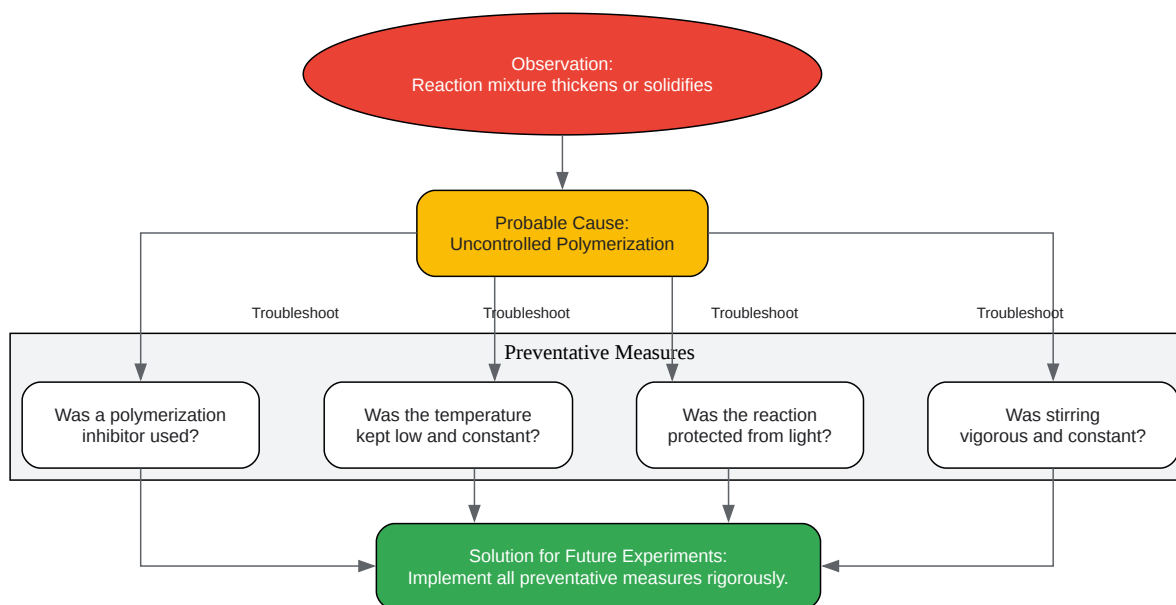 Observation:
Reaction mixture thickens or solidifies
Probable Cause:
Uncontrolled Polymerization
Troubleshoot
Troubleshoot
Troubleshoot
Troubleshoot
Preventative Measures
Was a polymerization
inhibitor used?
Was the temperature
kept low and constant?
Was the reaction
protected from light?
Was stirring
vigorous and constant?
Solution for Future Experiments:
Implement all preventative measures rigorously.